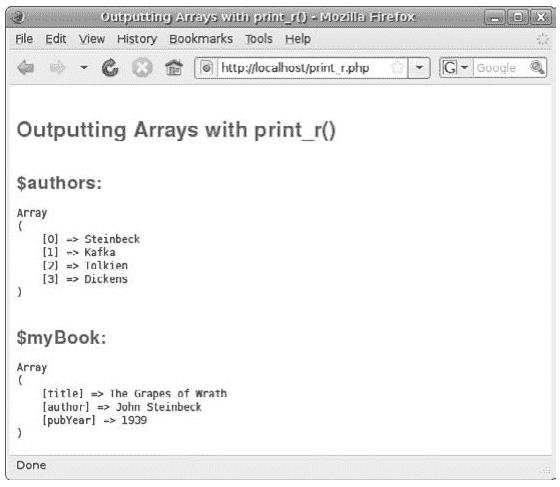 Outputting Arrays with print_r() - Mozilla Firefox
File Edit View History Bookmarks Tools Help
http://localhost/print_r.php
G Google
Outputting Arrays with print_r()
$authors:
Array
(
[0] => Steinbeck
[1] => Kafka
[2] => Tolkien
[3] => Dickens
)
$myBook:
Array
(
[title] => The Grapes of Wrath
[author] => John Steinbeck
[pubYear] => 1939
)
Done